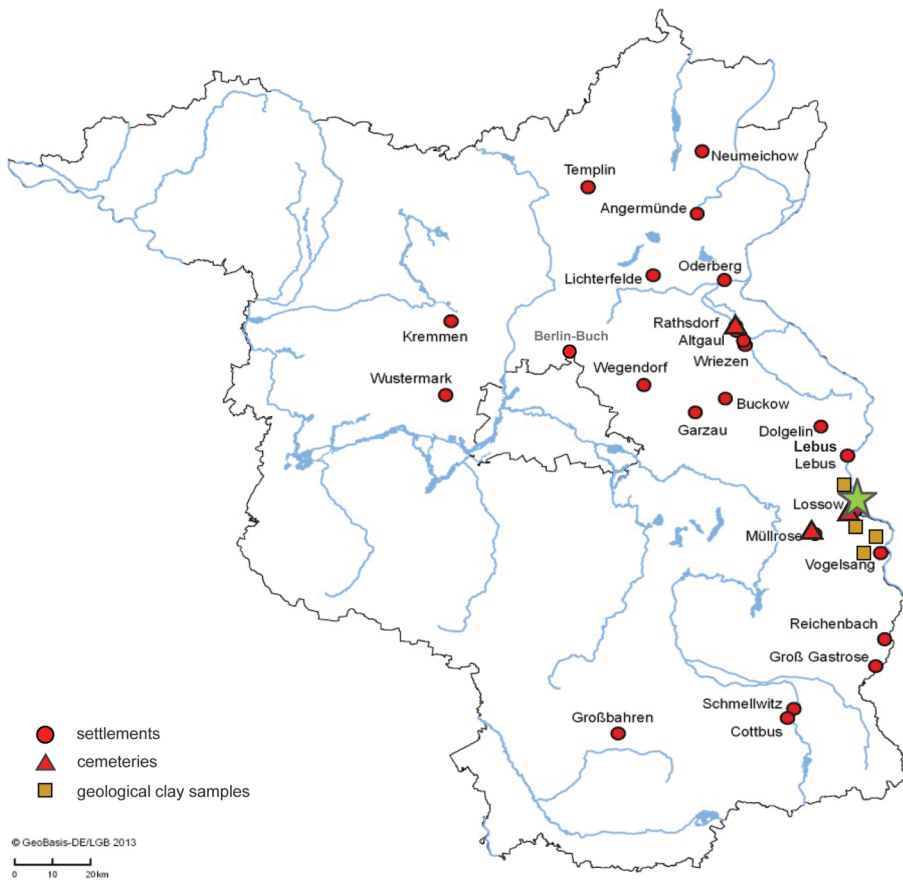 Neumeichow
Templin
Angermünde
Oderberg
Lichterfelde
Rathsdorf
Kremmen
Altgaul
Berlin-Buch
Wriezen
Wegendorf
Wustermark
Buckow
Garzau
Dolgelin
Lebus
Lebus
Lossow
Müllrose
Vogelsang
Reichenbach
Groß Gastrose
Schmellwitz
Großbahren
Cottbus
settlements
cemeteries
geological clay samples
© GeoBasis-DE/LGB 2013
0 10 20km